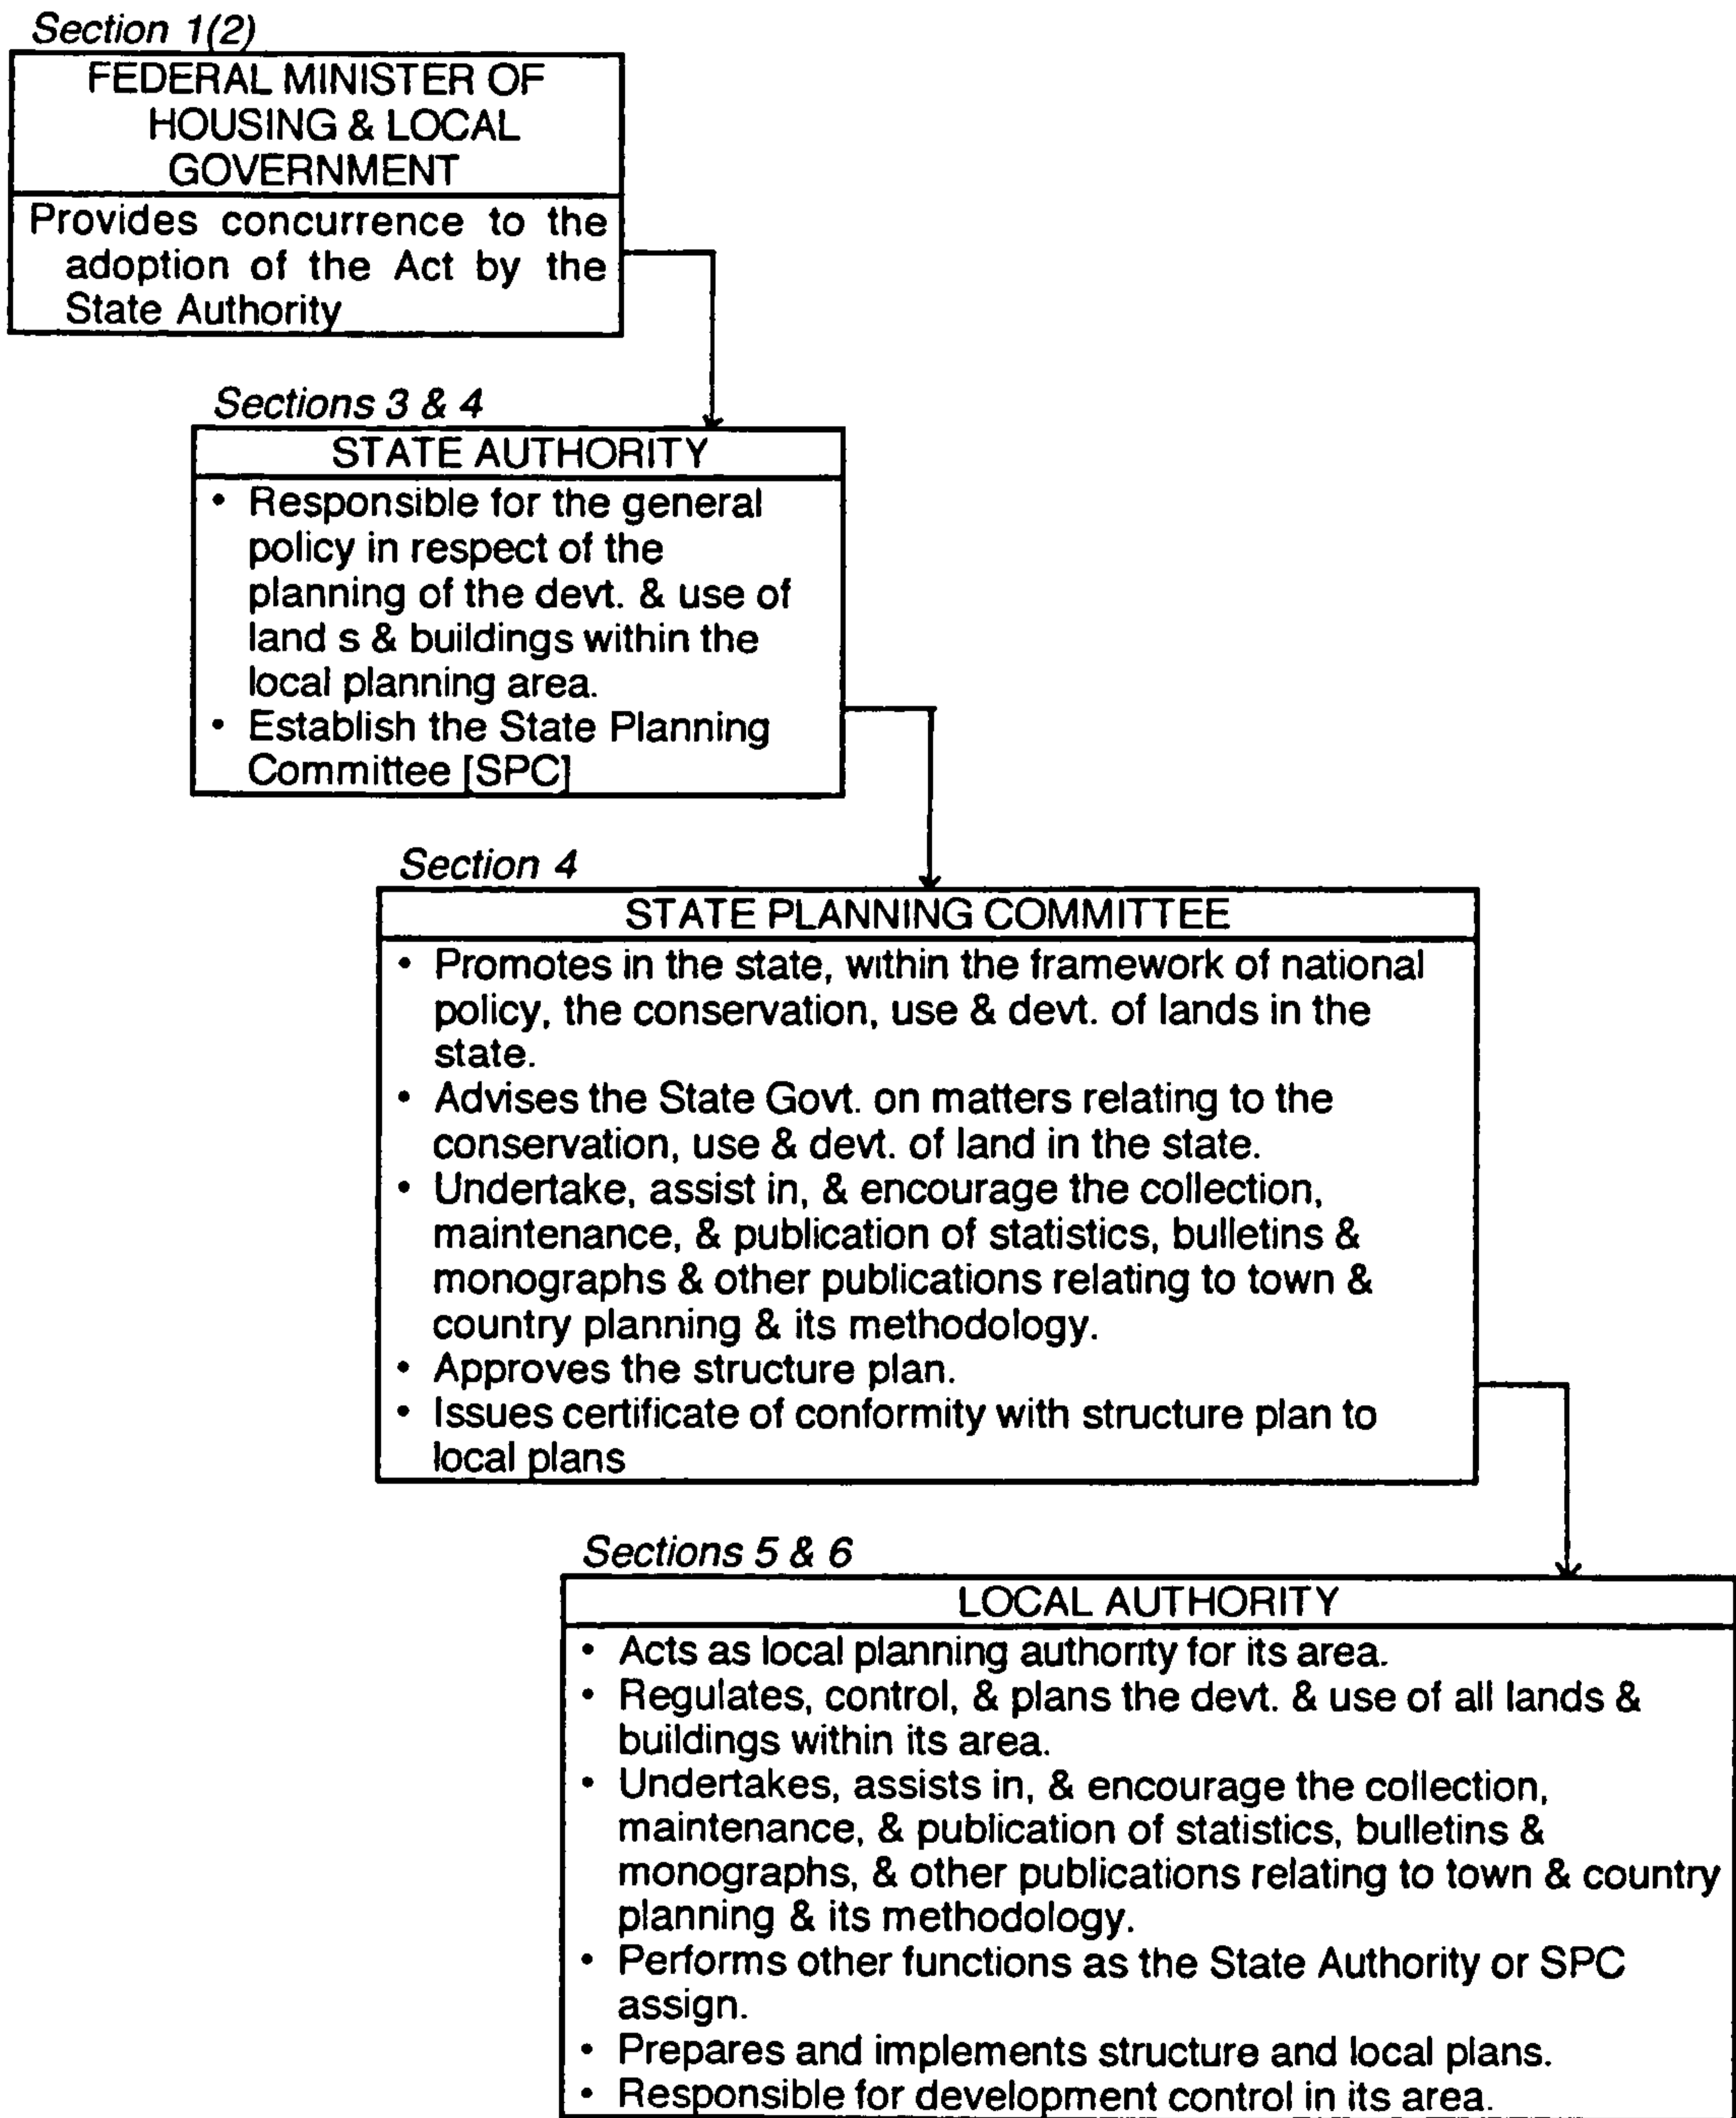 Section 1(2)
FEDERAL MINISTER OF
HOUSING & LOCAL
GOVERNMENT
Provides concurrence to the
adoption of the Act by the
State Authority
Sections 3 & 4
STATE AUTHORITY
• Responsible for the general
policy in respect of the
planning of the devt. & use of
land s & buildings within the
local planning area.
• Establish the State Planning
Committee [SPC]
Section 4
STATE PLANNING COMMITTEE
• Promotes in the state, within the framework of national
policy, the conservation, use & devt. of lands in the
state.
• Advises the State Govt. on matters relating to the
conservation, use & devt. of land in the state.
• Undertake, assist in, & encourage the collection,
maintenance, & publication of statistics, bulletins &
monographs & other publications relating to town &
country planning & its methodology.
• Approves the structure plan.
• Issues certificate of conformity with structure plan to
local plans
Sections 5 & 6
LOCAL AUTHORITY
• Acts as local planning authority for its area.
• Regulates, control, & plans the devt. & use of all lands &
buildings within its area.
• Undertakes, assists in, & encourage the collection,
maintenance, & publication of statistics, bulletins &
monographs, & other publications relating to town & country
planning & its methodology.
• Performs other functions as the State Authority or SPC
assign.
• Prepares and implements structure and local plans.
• Responsible for development control in its area.